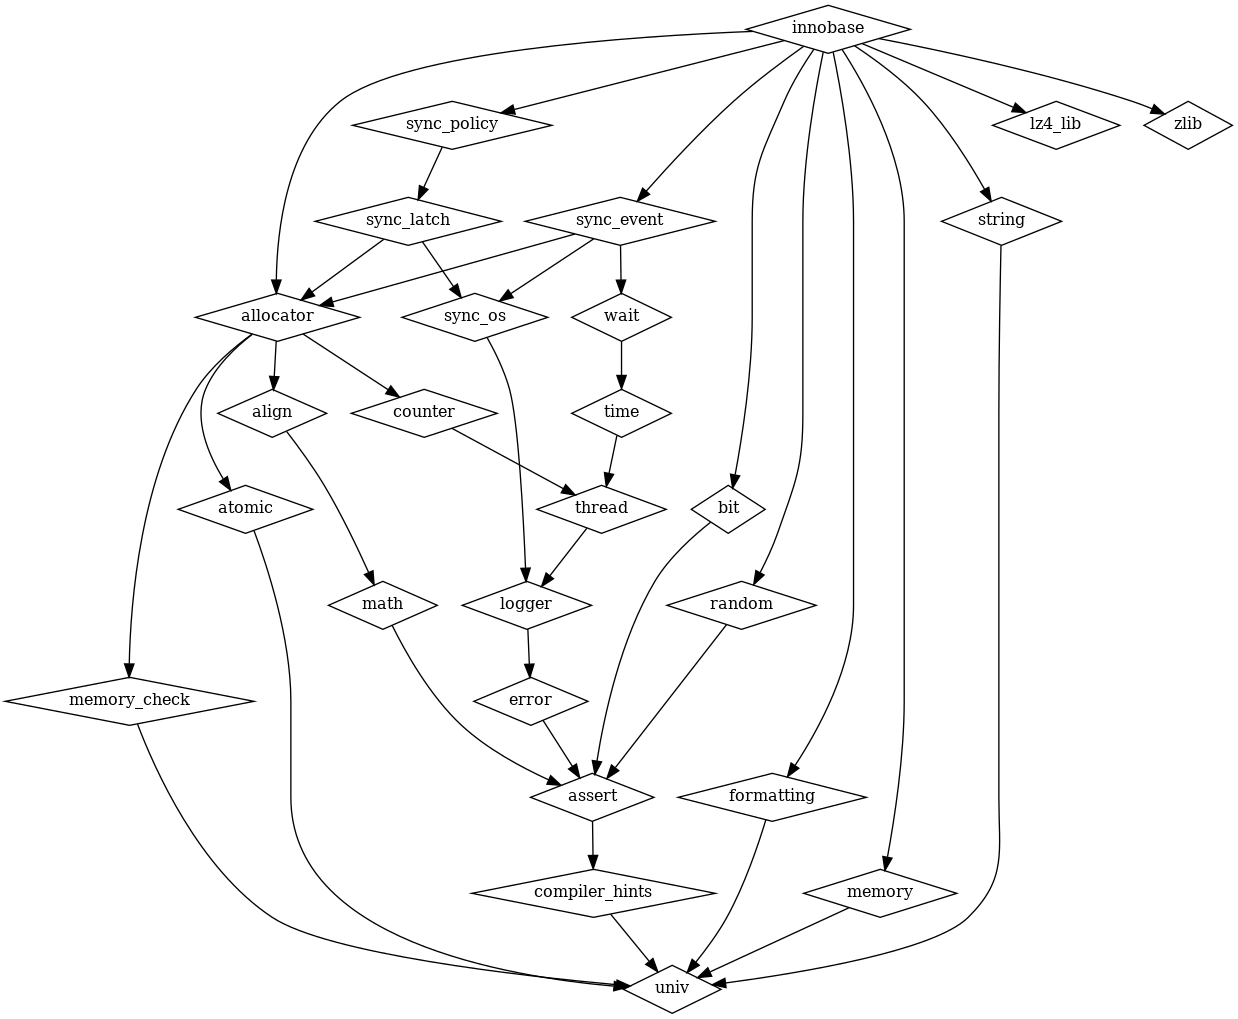 innobase
sync_policy
lz4_lib
zlib
sync_latch
sync_event
string
allocator
sync_os
wait
align
counter
time
atomic
thread
bit
math
logger
random
memory_check
error
assert
formatting
compiler_hints
memory
univ